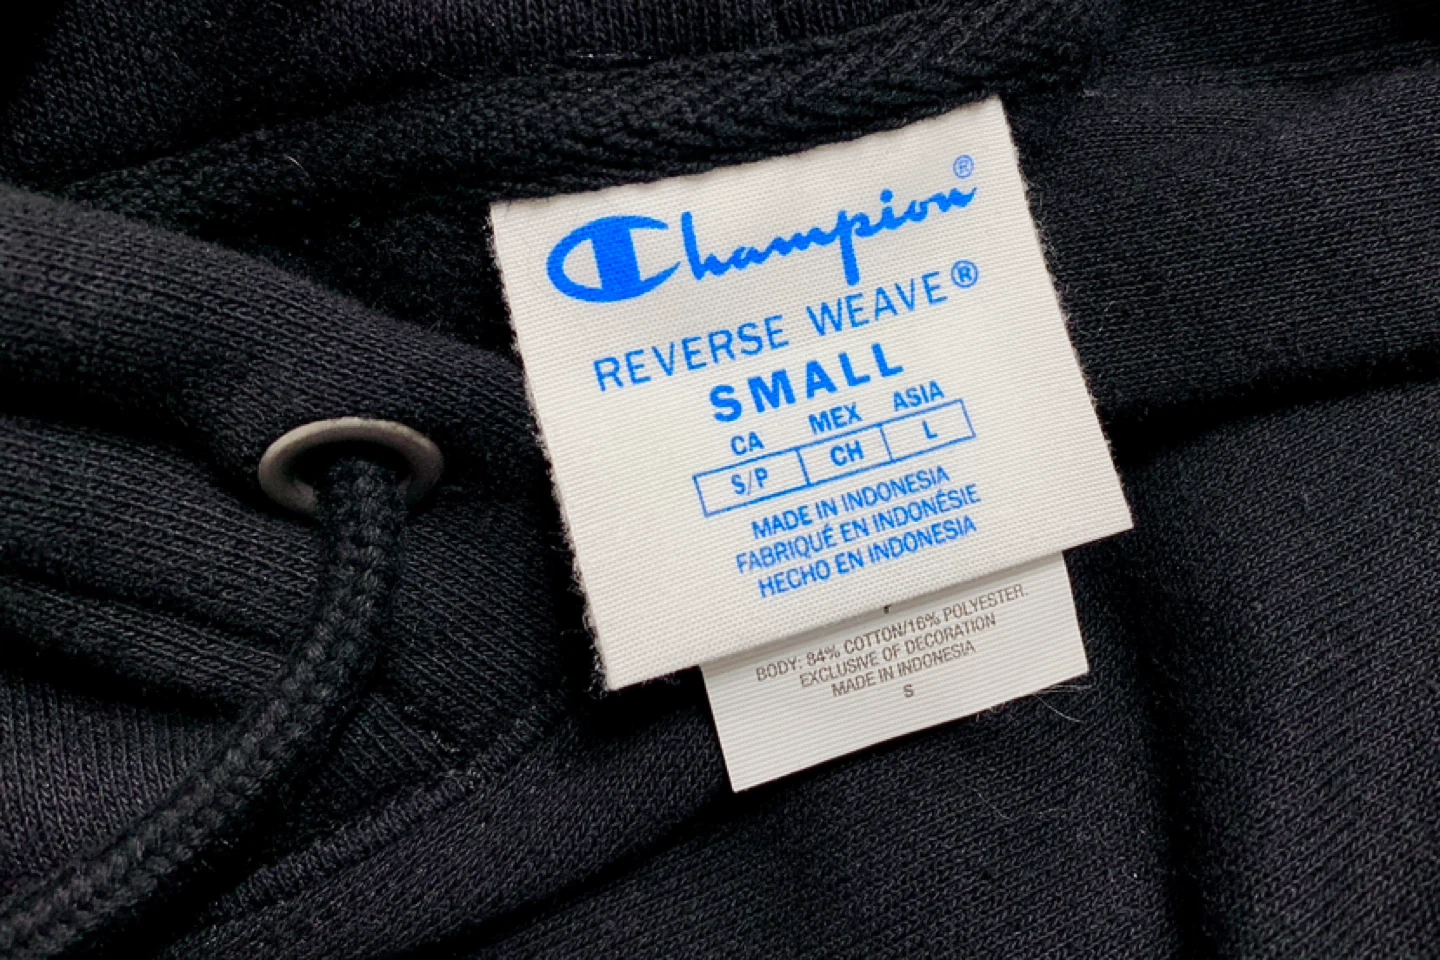 Champion®
REVERSE WEAVE®
SMALL
CA MEX ASIA
S/P CH L
MADE IN INDONESIA
FABRIQUÉ EN INDONÉSIE
HECHO EN INDONESIA
BODY: 84% COTTON/16% POLYESTER.
EXCLUSIVE OF DECORATION
MADE IN INDONESIA
S